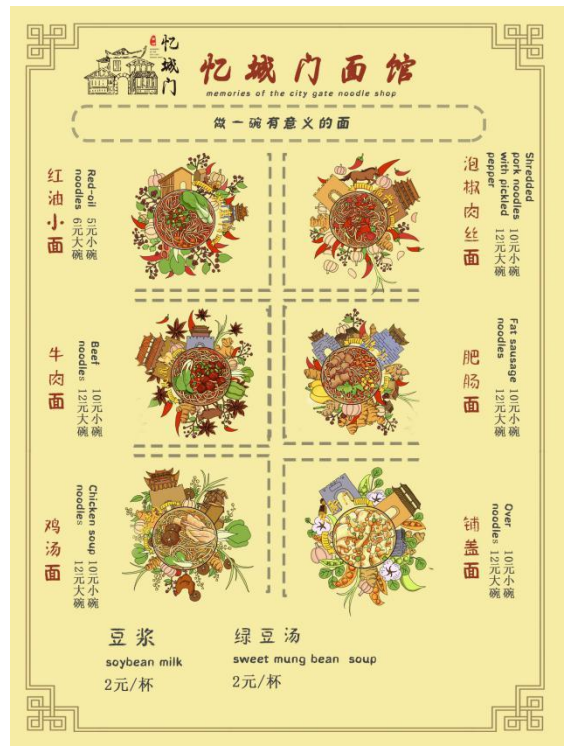 忆城门
忆城门面馆
memories of the city gate noodle shop
做一碗有意义的面
红油小面
Red-oil
noodles
5元小碗
6元大碗
Shredded
pork noodles
with pickled
pepper
10元小碗
12元大碗
泡椒肉丝面
牛肉面
Beef
noodles
10元小碗
12元大碗
Fat sausage
noodles
10元小碗
12元大碗
肥肠面
鸡汤面
Chicken soup
noodles
10元小碗
12元大碗
Over
noodles
10元小碗
12元大碗
铺盖面
豆浆
soybean milk
2元/杯
绿豆汤
sweet mung bean soup
2元/杯